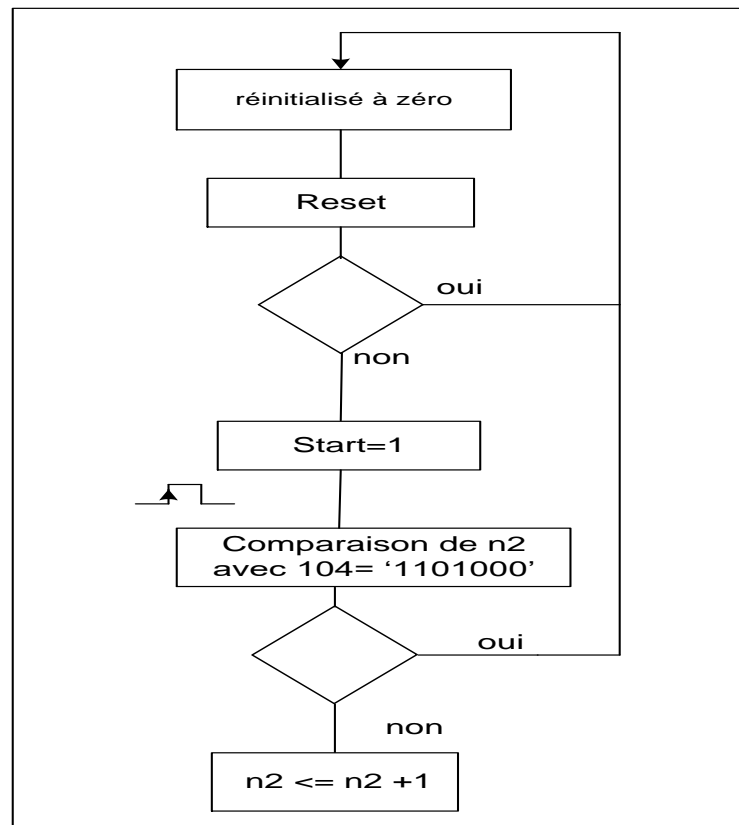 réinitialisé à zéro
Reset
oui
non
Start=1
Comparaison de n2
avec 104= ‘1101000’
oui
non
n2 <= n2 +1